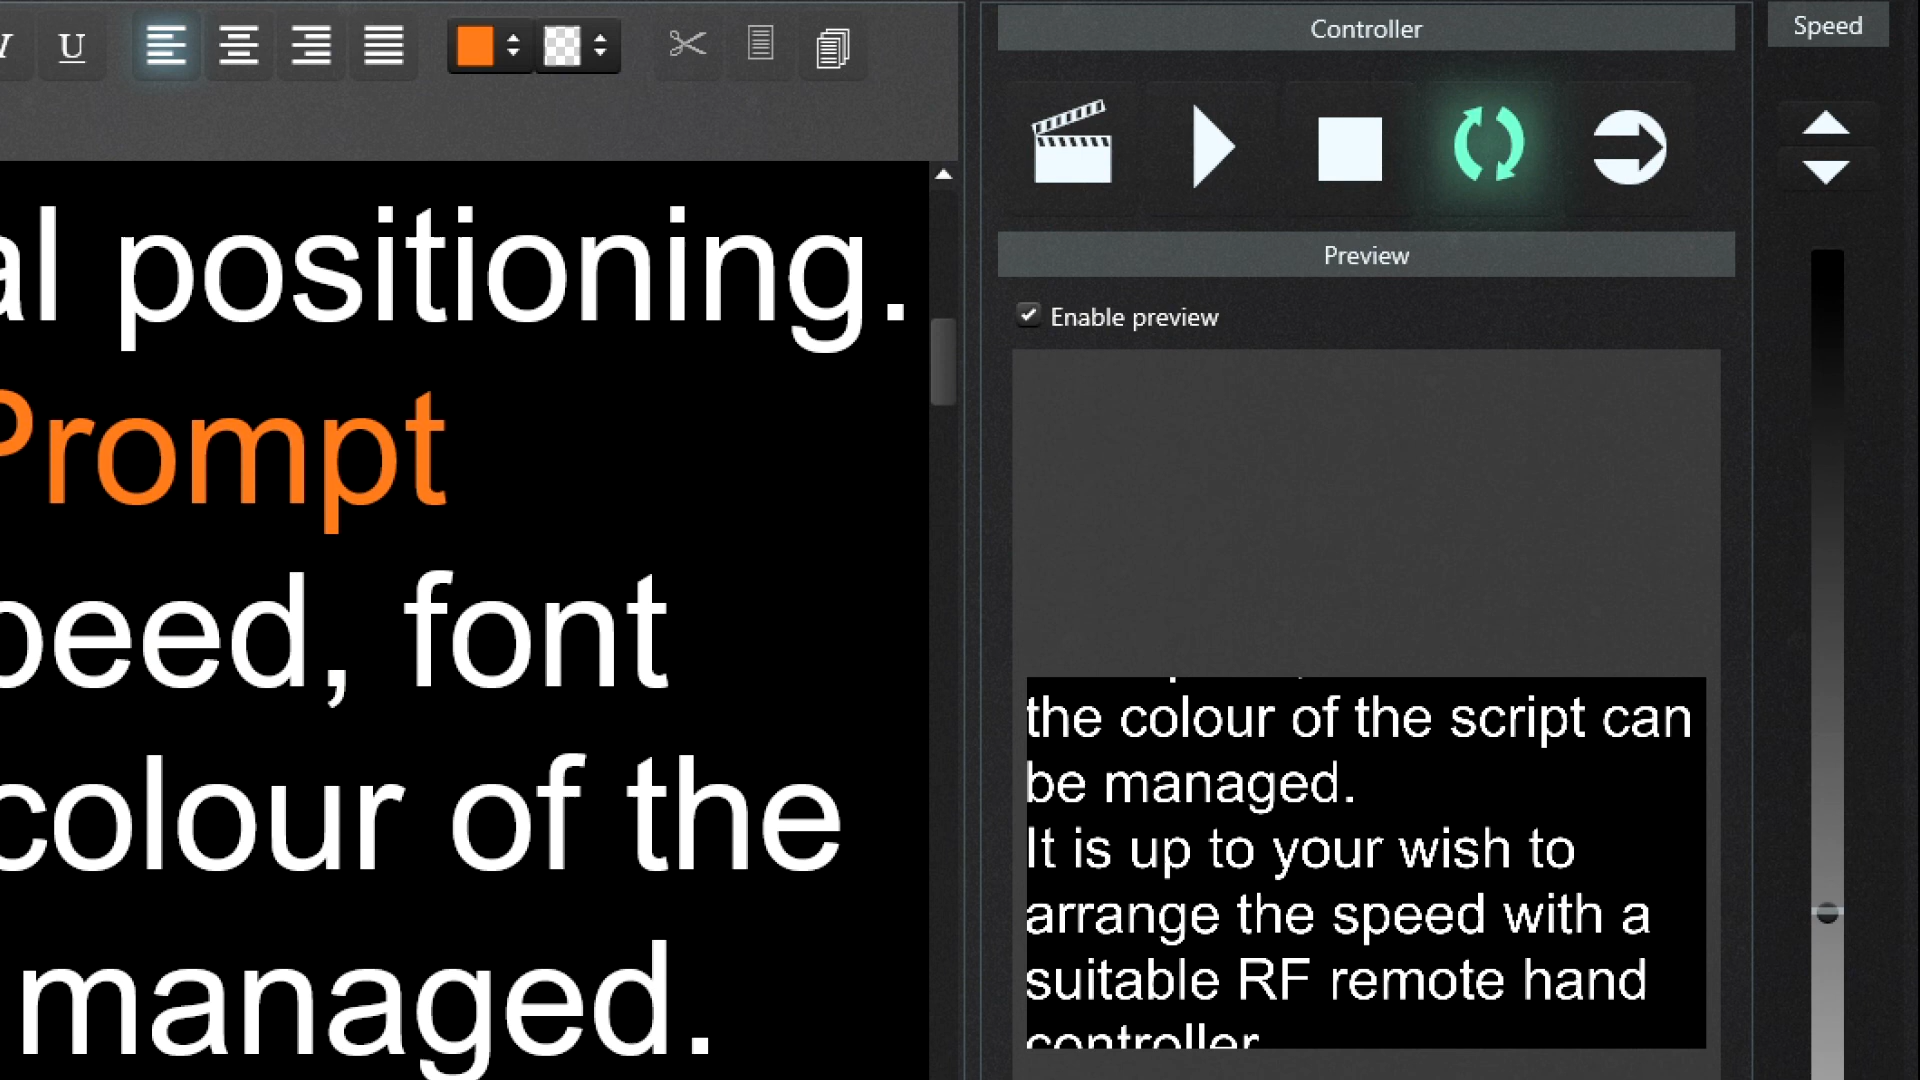 U
Controller
Speed
Preview
Enable preview
al positioning.
Prompt
peed, font
colour of the
managed.
the colour of the script can
be managed.
It is up to your wish to
arrange the speed with a
suitable RF remote hand
controller